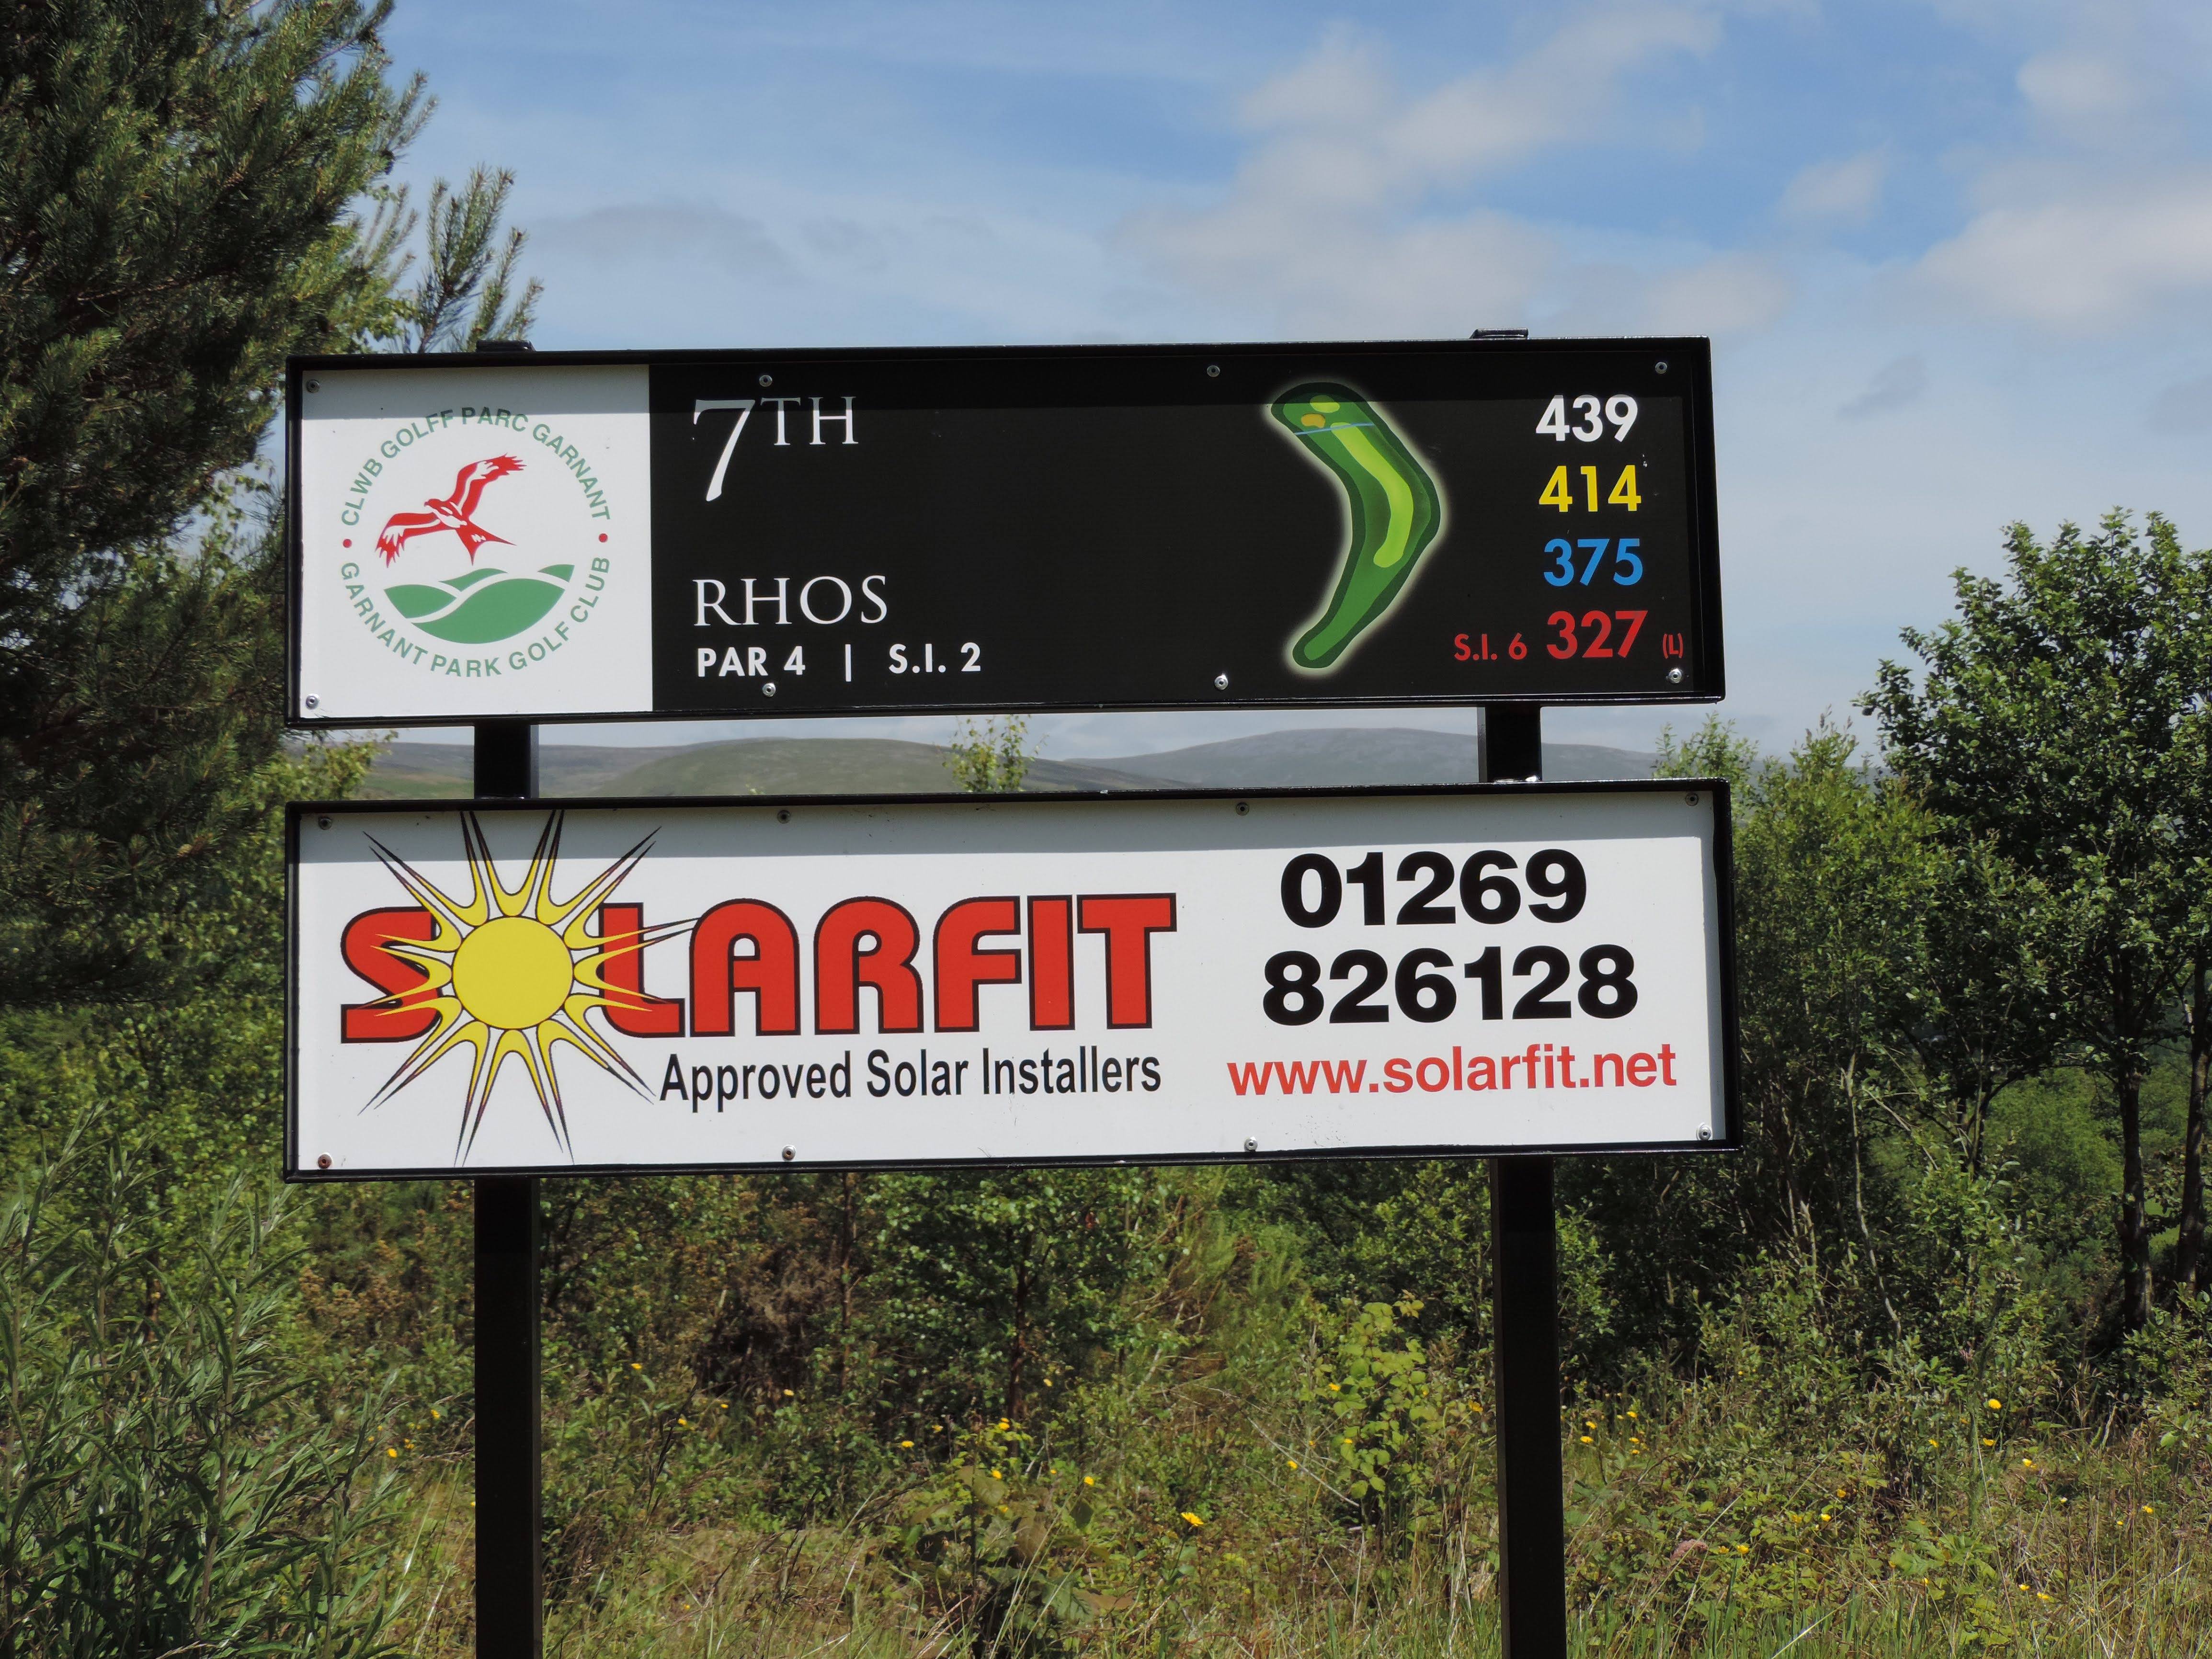 CLWB GOLFF PARC GARNANT
GARNANT PARK GOLF CLUB
7TH
RHOS
PAR 4 | S.I. 2
439
414
375
S.I. 6 327 (L)
SOLARFIT
Approved Solar Installers
01269
826128
www.solarfit.net